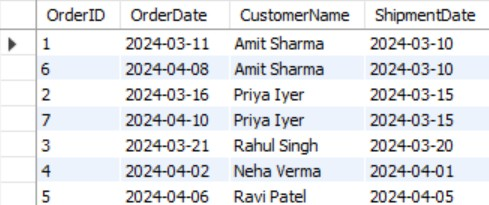 OrderID OrderDate CustomerName ShipmentDate
1 2024-03-11 Amit Sharma 2024-03-10
6 2024-04-08 Amit Sharma 2024-03-10
2 2024-03-16 Priya Iyer 2024-03-15
7 2024-04-10 Priya Iyer 2024-03-15
3 2024-03-21 Rahul Singh 2024-03-20
4 2024-04-02 Neha Verma 2024-04-01
5 2024-04-06 Ravi Patel 2024-04-05